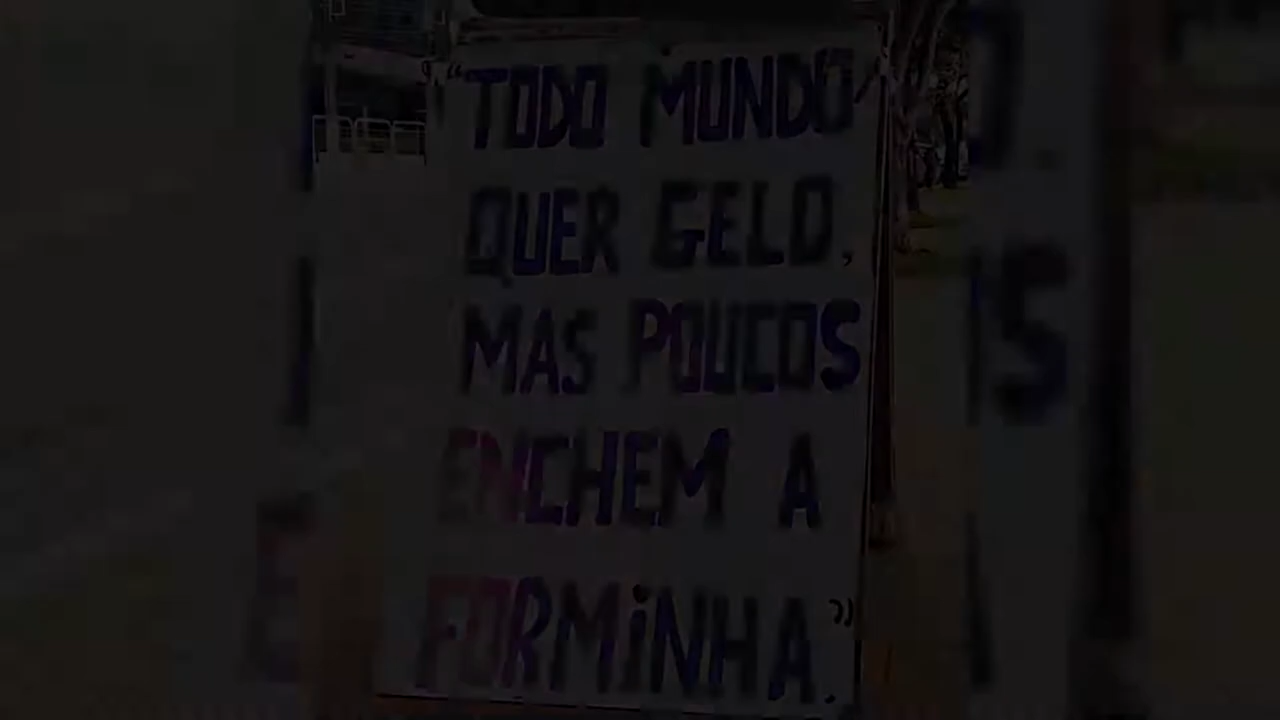 “TODO MUNDO
QUER GELO,
MAS POUCOS
ENCHEM A
FORMiNHA.”